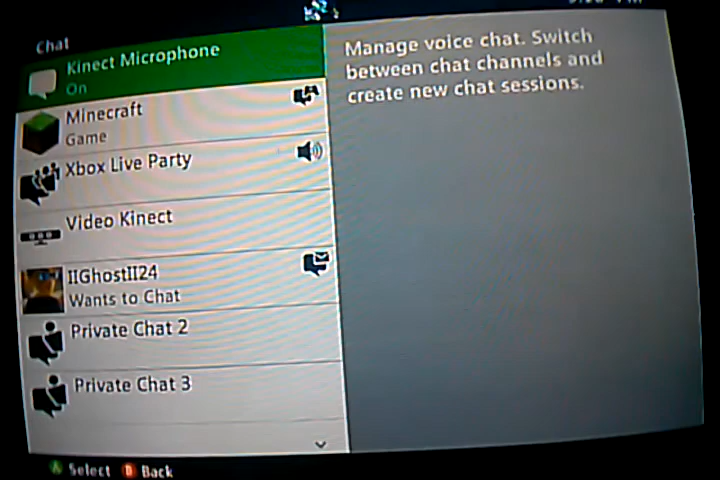 Chat
Kinect Microphone
On
Minecraft
Game
Xbox Live Party
Video Kinect
IIGhostII24
Wants to Chat
Private Chat 2
Private Chat 3
Manage voice chat. Switch
between chat channels and
create new chat sessions.
A Select B Back